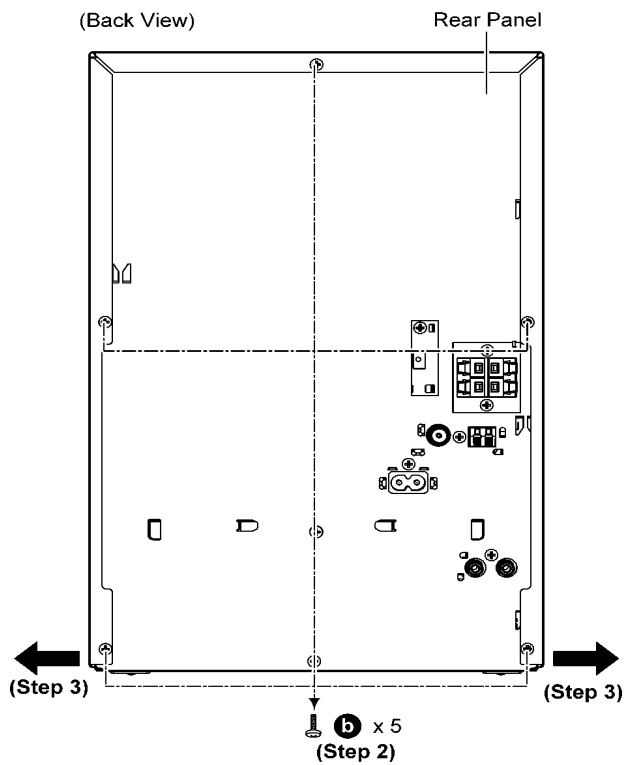 (Back View)
Rear Panel
(Step 3)
(Step 3)
b x 5
(Step 2)